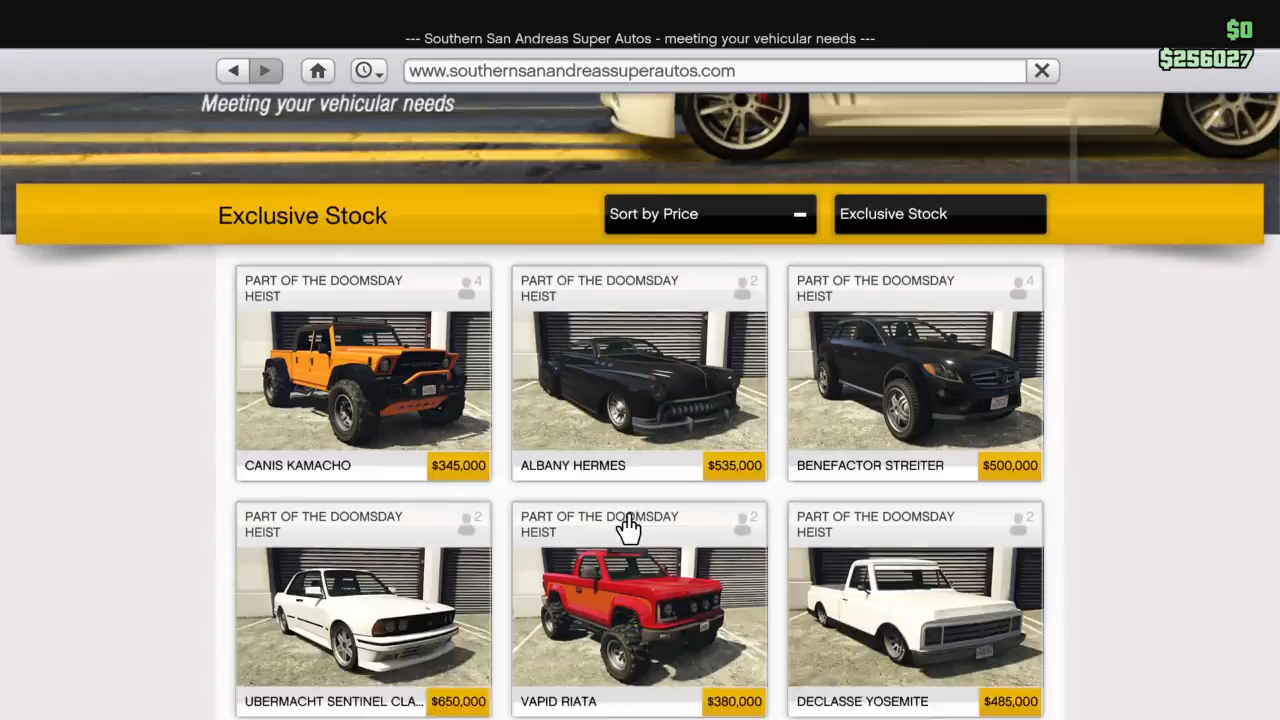 --- Southern San Andreas Super Autos - meeting your vehicular needs ---
$0
$256027
www.southernsanandreassuperautos.com
Meeting your vehicular needs
Exclusive Stock
Sort by Price
Exclusive Stock
PART OF THE DOOMSDAY
HEIST
4
CANIS KAMACHO
$345,000
PART OF THE DOOMSDAY
HEIST
2
ALBANY HERMES
$535,000
PART OF THE DOOMSDAY
HEIST
4
BENEFACTOR STREITER
$500,000
PART OF THE DOOMSDAY
HEIST
2
UBERMACHT SENTINEL CLA...
$650,000
PART OF THE DOOMSDAY
HEIST
2
VAPID RIATA
$380,000
PART OF THE DOOMSDAY
HEIST
2
DECLASSE YOSEMITE
$485,000